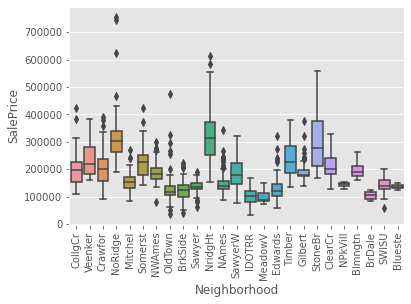 SalePrice
700000
600000
500000
400000
300000
200000
100000
0
CollgCr
Veenker
Crawfor
NoRidge
Mitchel
Somerst
NWAmes
OldTown
BrkSide
Sawyer
NridgHt
NAmes
SawyerW
IDOTRR
MeadowV
Edwards
Timber
Gilbert
StoneBr
ClearCr
NPkVill
Blmngtn
BrDale
SWISU
Blueste
Neighborhood